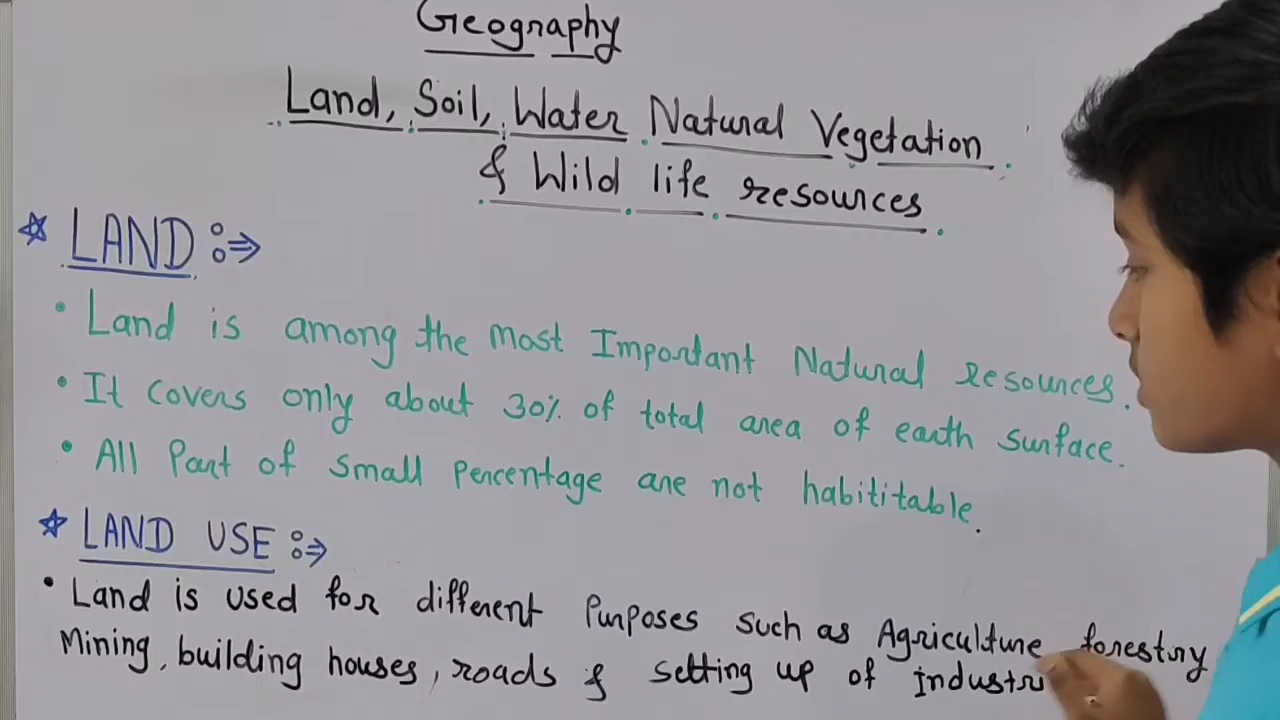 Geography
Land, Soil, Water Natural Vegetation
& Wild life resources
☆ LAND :⇒
• Land is among the most Important Natural resources.
• It covers only about 30% of total area of earth surface.
• All Part of small percentage are not habititable.
☆ LAND USE :⇒
• Land is used for different Purposes such as Agriculture forestry
Mining, building houses, roads & setting up of